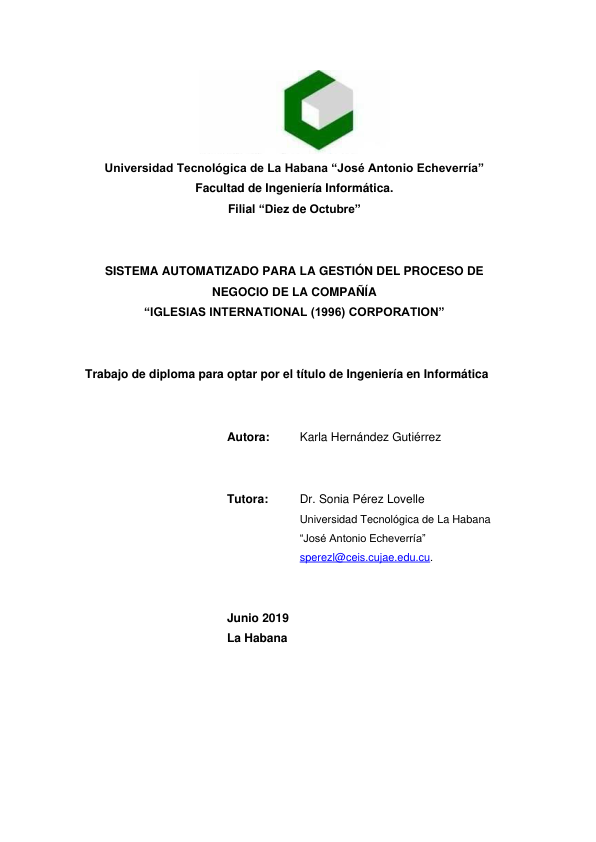 Universidad Tecnológica de La Habana “José Antonio Echeverría”
Facultad de Ingeniería Informática.
Filial “Diez de Octubre”
SISTEMA AUTOMATIZADO PARA LA GESTIÓN DEL PROCESO DE
NEGOCIO DE LA COMPAÑÍA
“IGLESIAS INTERNATIONAL (1996) CORPORATION”
Trabajo de diploma para optar por el título de Ingeniería en Informática
Autora: Karla Hernández Gutiérrez
Tutora: Dr. Sonia Pérez Lovelle
Universidad Tecnológica de La Habana
“José Antonio Echeverría”
sperezl@ceis.cujae.edu.cu.
Junio 2019
La Habana